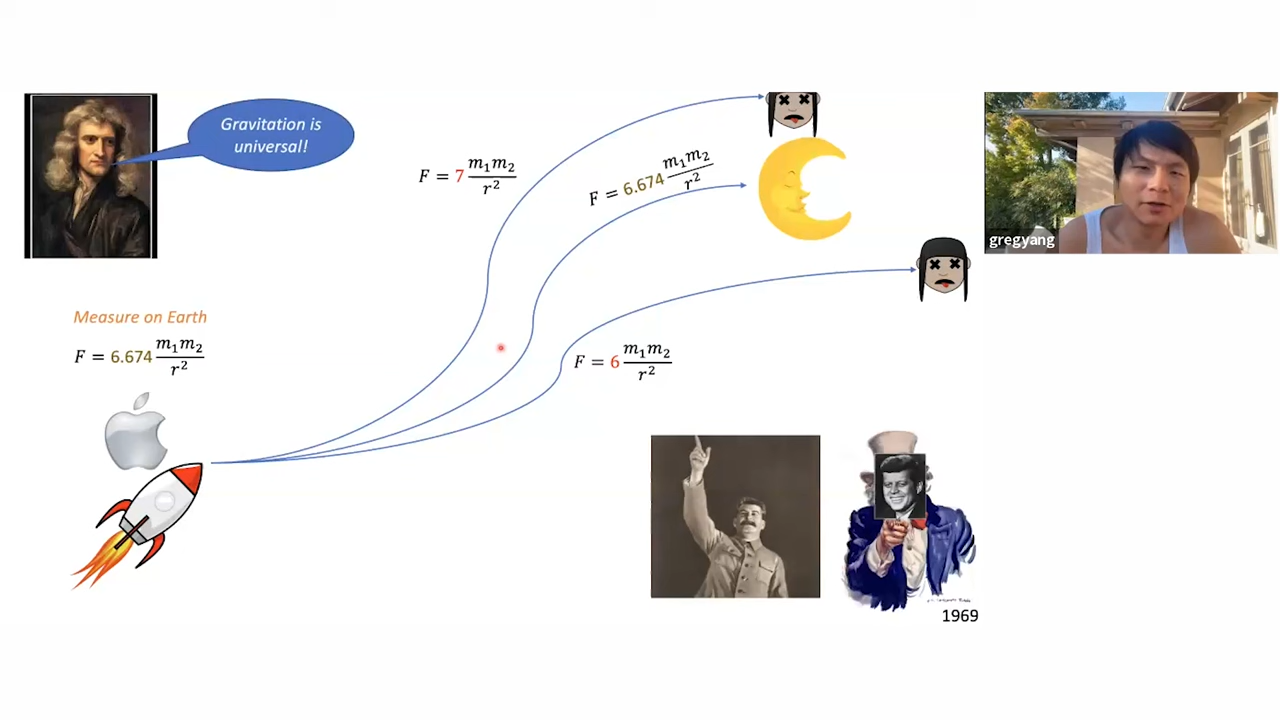 Gravitation is
universal!
F = 7 m₁m₂/r²
F = 6.674 m₁m₂/r²
gregyang
Measure on Earth
F = 6.674 m₁m₂/r²
F = 6 m₁m₂/r²
1969